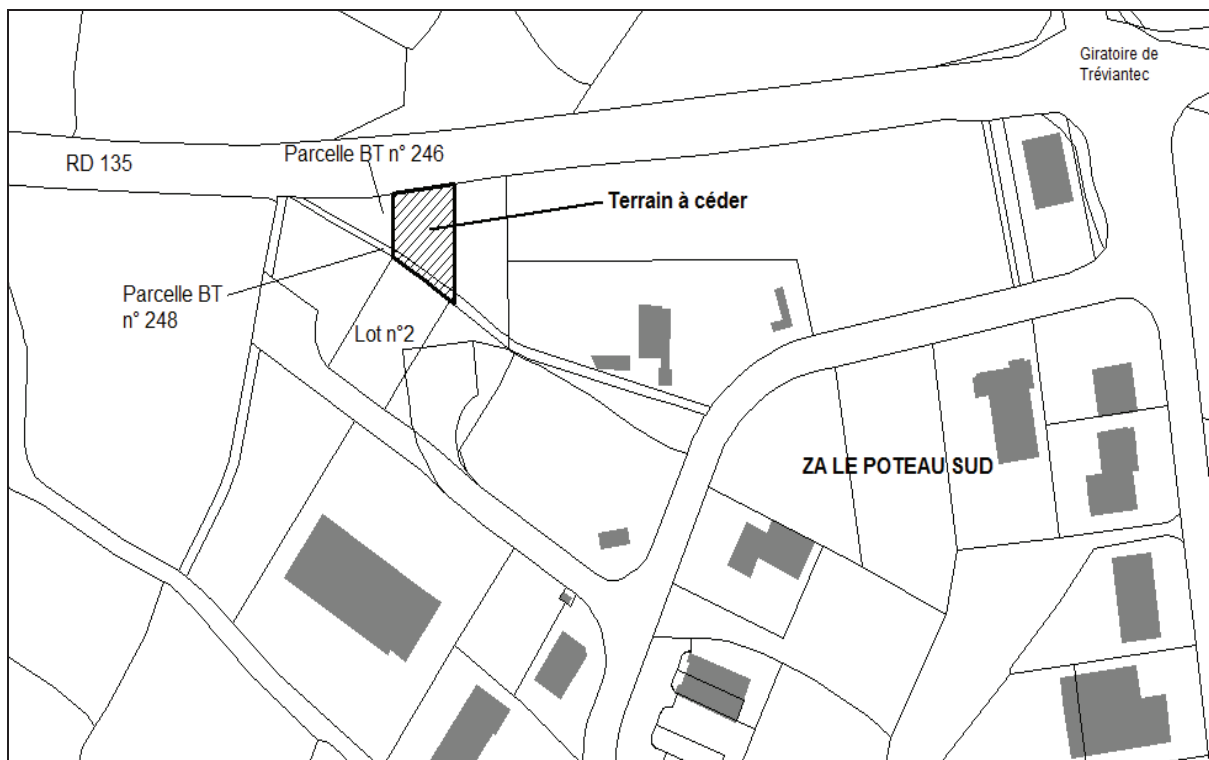 Giratoire de
Tréviantec
RD 135
Parcelle BT n° 246
Terrain à céder
Parcelle BT
n° 248
Lot n°2
ZA LE POTEAU SUD